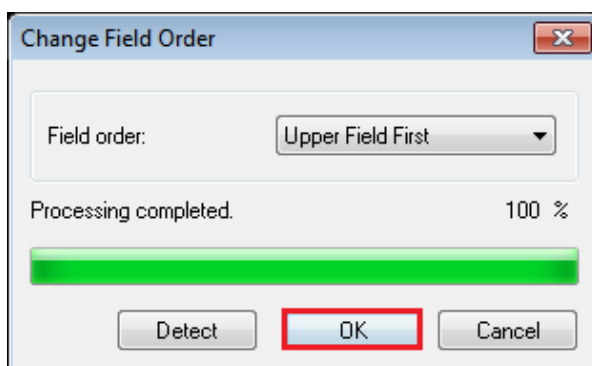 Change Field Order
Field order: Upper Field First
Processing completed. 100 %
Detect OK Cancel